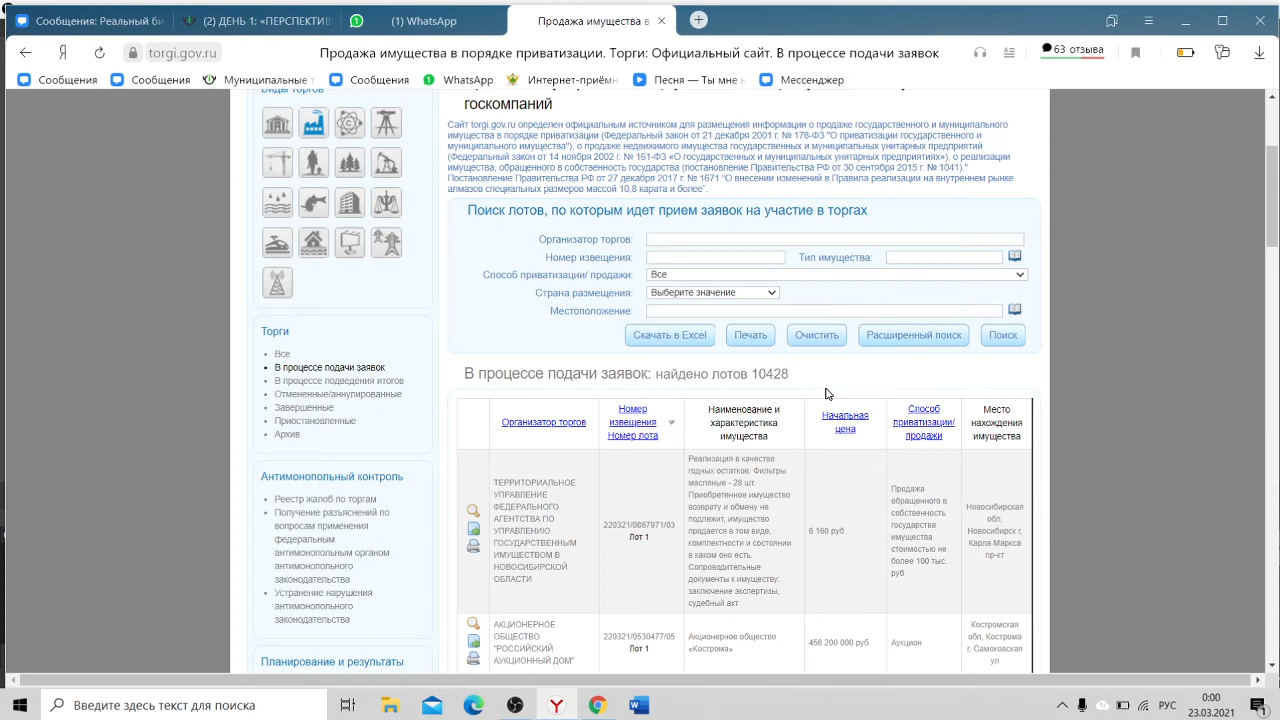 Сообщения: Реальный би
(2) ДЕНЬ 1: «ПЕРСПЕКТИВ
(1) WhatsApp
Продажа имущества в
torgi.gov.ru
Продажа имущества в порядке приватизации. Торги: Официальный сайт. В процессе подачи заявок
63 отзыва
Сообщения
Сообщения
Муниципальные
Сообщения
WhatsApp
Интернет-приёмн
Песня — Ты мне н
Мессенджер
Виды торгов
госкомпаний
Сайт torgi.gov.ru определен официальным источником для размещения информации о продаже государственного и муниципального
имущества в порядке приватизации (Федеральный закон от 21 декабря 2001 г. № 178-ФЗ "О приватизации государственного и
муниципального имущества"), о продаже недвижимого имущества государственных и муниципальных унитарных предприятий
(Федеральный закон от 14 ноября 2002 г. № 161-ФЗ «О государственных и муниципальных унитарных предприятиях»), о реализации
имущества, обращенного в собственность государства (постановление Правительства РФ от 30 сентября 2015 г. № 1041)."
Постановление Правительства РФ от 27 декабря 2017 г. № 1671 "О внесении изменений в Правила реализации на внутреннем рынке
алмазов специальных размеров массой 10,8 карата и более".
Поиск лотов, по которым идет прием заявок на участие в торгах
Организатор торгов:
Номер извещения:
Тип имущества:
Способ приватизации/ продажи:
Все
Страна размещения:
Выберите значение
Местоположение:
Скачать в Excel
Печать
Очистить
Расширенный поиск
Поиск
Торги
Все
В процессе подачи заявок
В процессе подведения итогов
Отмененные/аннулированные
Завершенные
Приостановленные
Архив
Антимонопольный контроль
Реестр жалоб по торгам
Получение разъяснений по
вопросам применения
федеральным
антимонопольным органом
антимонопольного
законодательства
Устранение нарушения
антимонопольного
законодательства
Планирование и результаты
В процессе подачи заявок: найдено лотов 10428
Организатор торгов
Номер
извещения
Номер лота
Наименование и
характеристика
имущества
Начальная
цена
Способ
приватизации/
продажи
Место
нахождения
имущества
ТЕРРИТОРИАЛЬНОЕ
УПРАВЛЕНИЕ
ФЕДЕРАЛЬНОГО
АГЕНТСТВА ПО
УПРАВЛЕНИЮ
ГОСУДАРСТВЕННЫМ
ИМУЩЕСТВОМ В
НОВОСИБИРСКОЙ
ОБЛАСТИ
220321/0867971/03
Лот 1
Реализация в качестве
годных остатков: Фильтры
масляные - 28 шт.
Приобретенное имущество
возврату и обмену не
подлежит, имущество
продается в том виде,
комплектности и состоянии
в каком оно есть.
Сопроводительные
документы к имуществу:
заключение экспертизы,
судебный акт
6 160 руб.
Продажа
обращенного в
собственность
государства
имущества
стоимостью не
более 100 тыс.
руб
Новосибирская
обл,
Новосибирск г,
Карла Маркса
пр-кт
АКЦИОНЕРНОЕ
ОБЩЕСТВО
"РОССИЙСКИЙ
АУКЦИОННЫЙ ДОМ"
220321/0530477/05
Лот 1
Акционерное общество
«Кострома»
456 200 000 руб.
Аукцион
Костромская
обл, Кострома
г, Самоковская
ул
Введите здесь текст для поиска
РУС
0:00
23.03.2021
1